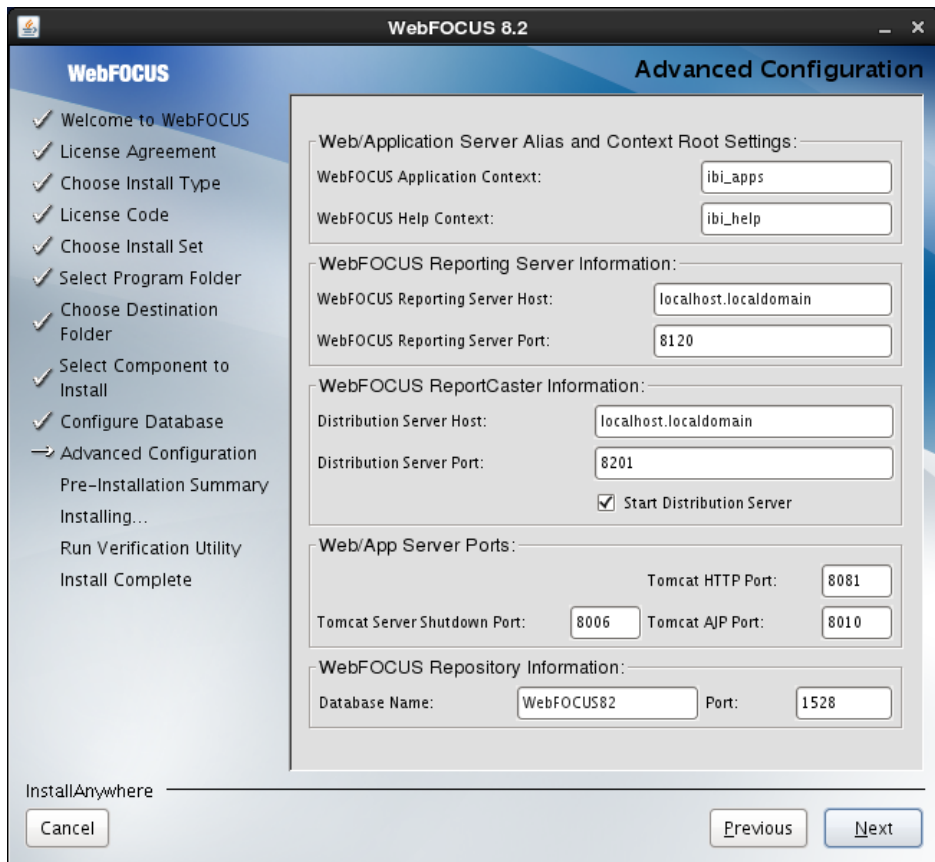 WebFOCUS 8.2
WebFOCUS
Advanced Configuration
Welcome to WebFOCUS
License Agreement
Choose Install Type
License Code
Choose Install Set
Select Program Folder
Choose Destination
Folder
Select Component to
Install
Configure Database
Advanced Configuration
Pre-Installation Summary
Installing...
Run Verification Utility
Install Complete
Web/Application Server Alias and Context Root Settings:
WebFOCUS Application Context: ibi_apps
WebFOCUS Help Context: ibi_help
WebFOCUS Reporting Server Information:
WebFOCUS Reporting Server Host: localhost.localdomain
WebFOCUS Reporting Server Port: 8120
WebFOCUS ReportCaster Information:
Distribution Server Host: localhost.localdomain
Distribution Server Port: 8201
Start Distribution Server
Web/App Server Ports:
Tomcat HTTP Port: 8081
Tomcat Server Shutdown Port: 8006 Tomcat AJP Port: 8010
WebFOCUS Repository Information:
Database Name: WebFOCUS82 Port: 1528
InstallAnywhere
Cancel Previous Next